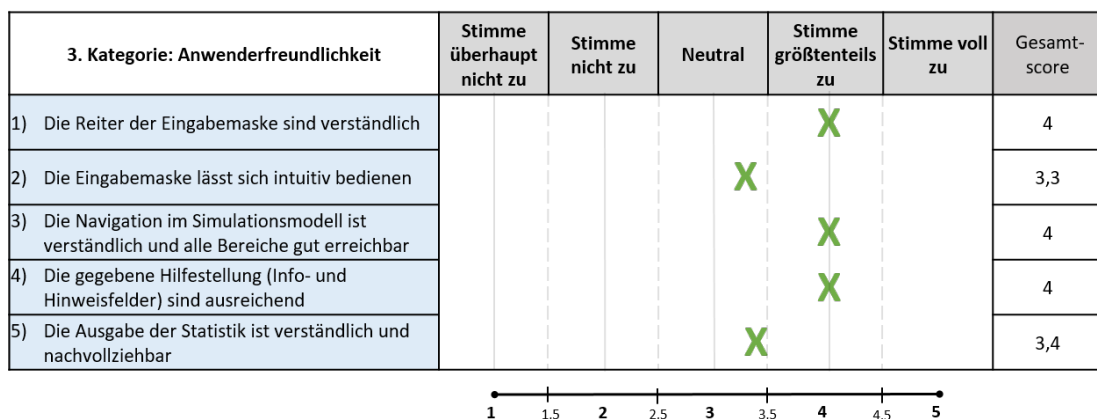 3. Kategorie: Anwenderfreundlichkeit
Stimme
überhaupt
nicht zu
Stimme
nicht zu
Neutral
Stimme
größtenteils
zu
Stimme voll
zu
Gesamt-
score
1) Die Reiter der Eingabemaske sind verständlich
X
4
2) Die Eingabemaske lässt sich intuitiv bedienen
X
3,3
3) Die Navigation im Simulationsmodell ist
verständlich und alle Bereiche gut erreichbar
X
4
4) Die gegebene Hilfestellung (Info- und
Hinweisfelder) sind ausreichend
X
4
5) Die Ausgabe der Statistik ist verständlich und
nachvollziehbar
X
3,4
1 1.5 2 2.5 3 3.5 4 4.5 5